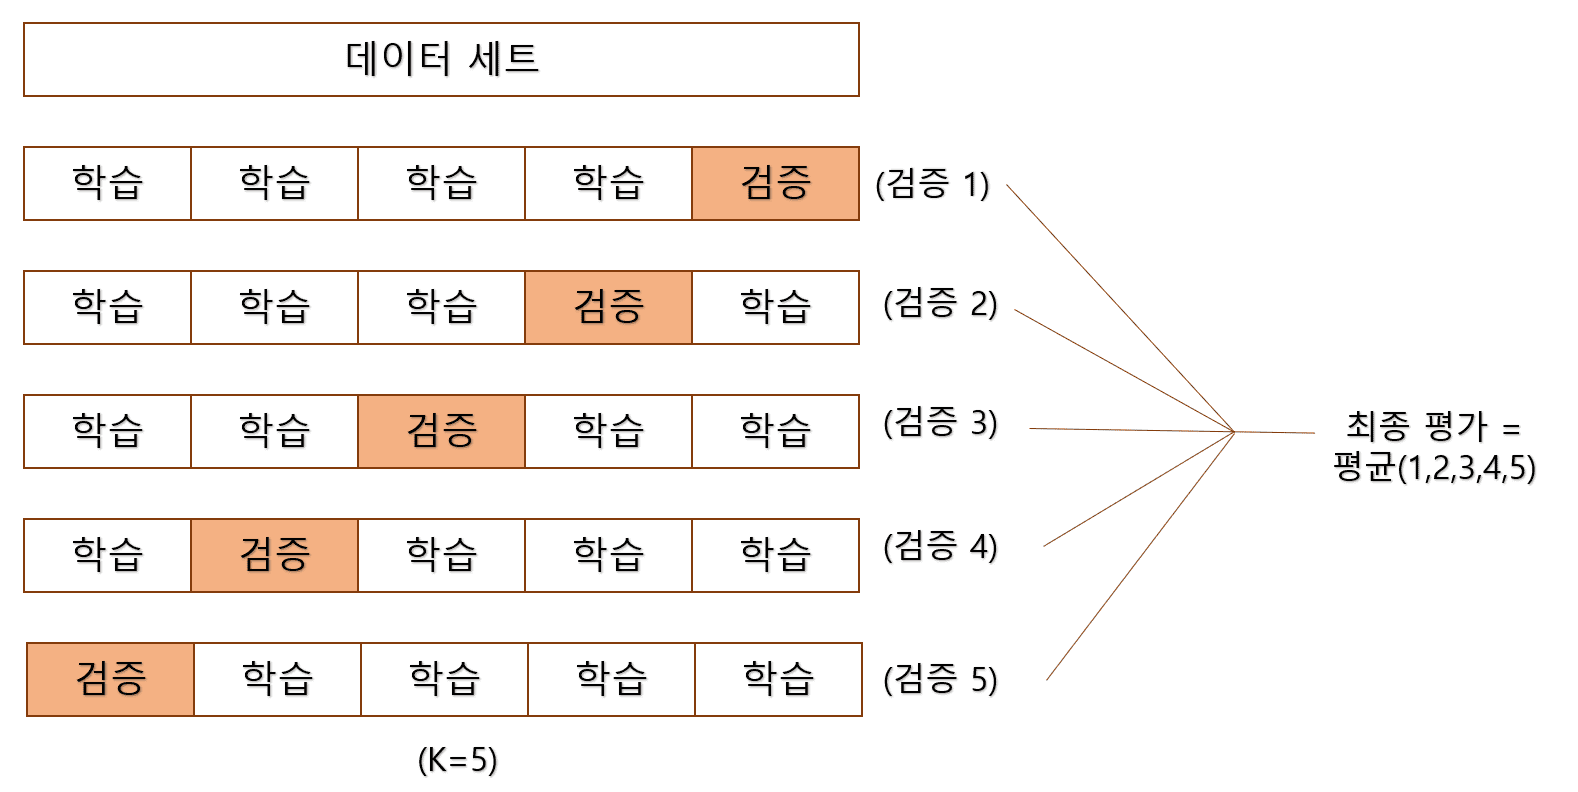 데이터 세트
학습 학습 학습 학습 검증 (검증 1)
학습 학습 학습 검증 학습 (검증 2)
학습 학습 검증 학습 학습 (검증 3)
학습 검증 학습 학습 학습 (검증 4)
검증 학습 학습 학습 학습 (검증 5)
최종 평가 =
평균(1,2,3,4,5)
(K=5)